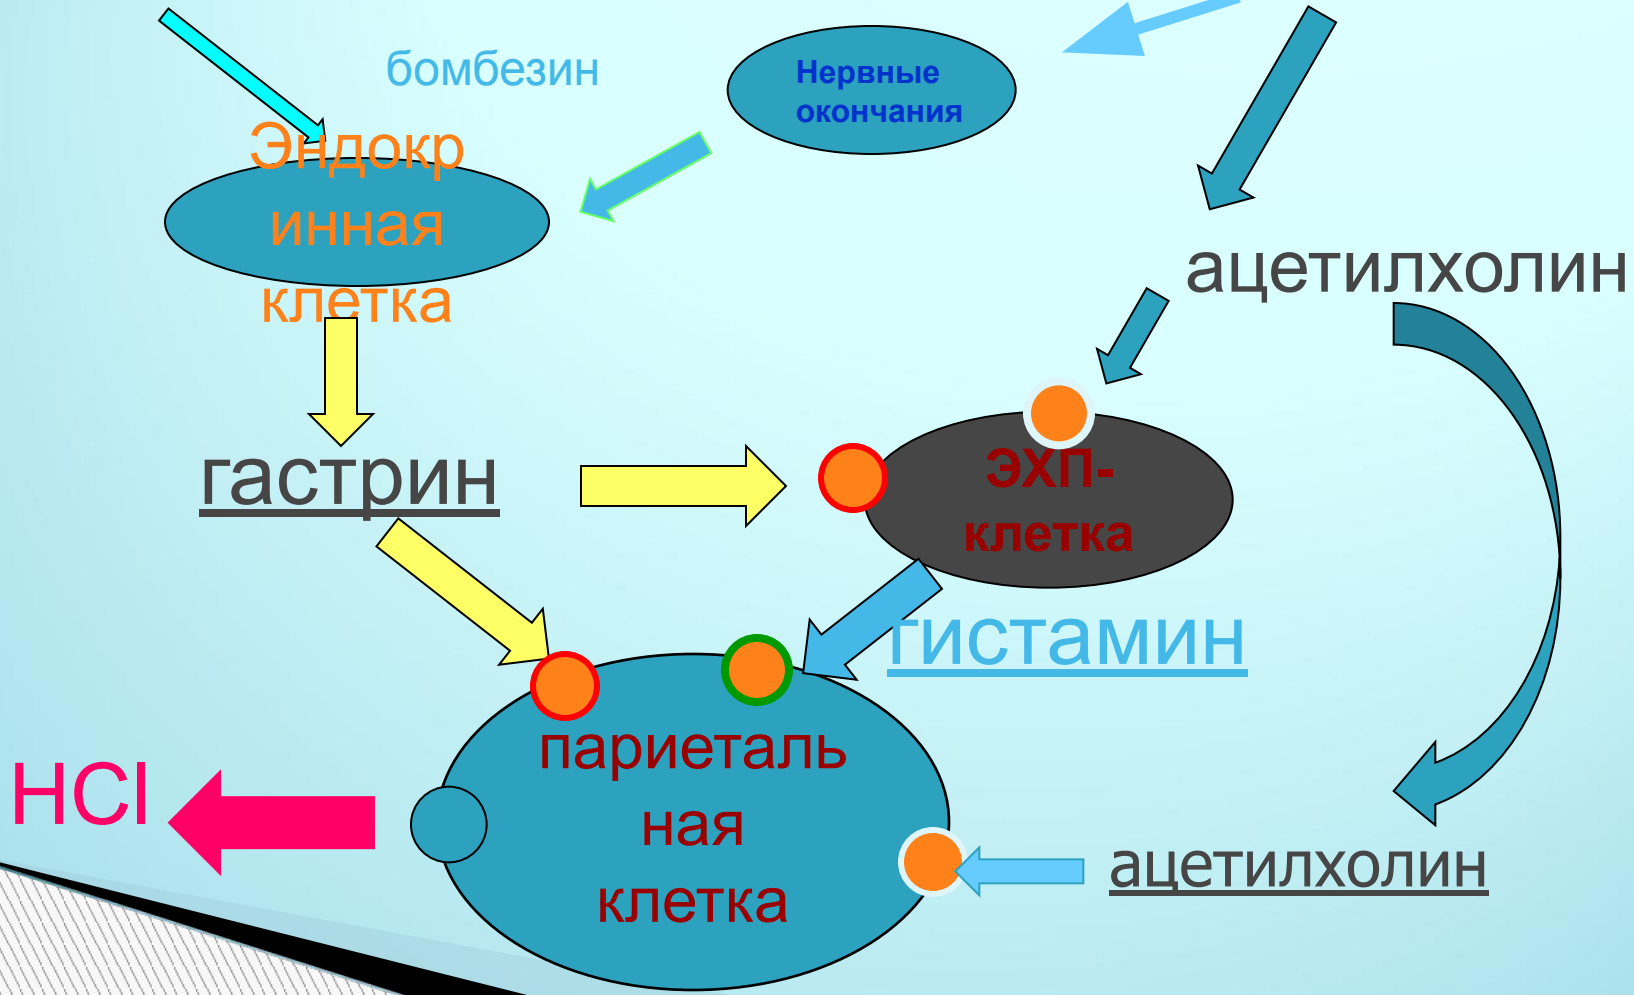 бомбезин
Нервные
окончания
Эндокр
инная
клетка
ацетилхолин
гастрин
ЭХП-
клетка
гистамин
париеталь
ная
клетка
HCl
ацетилхолин